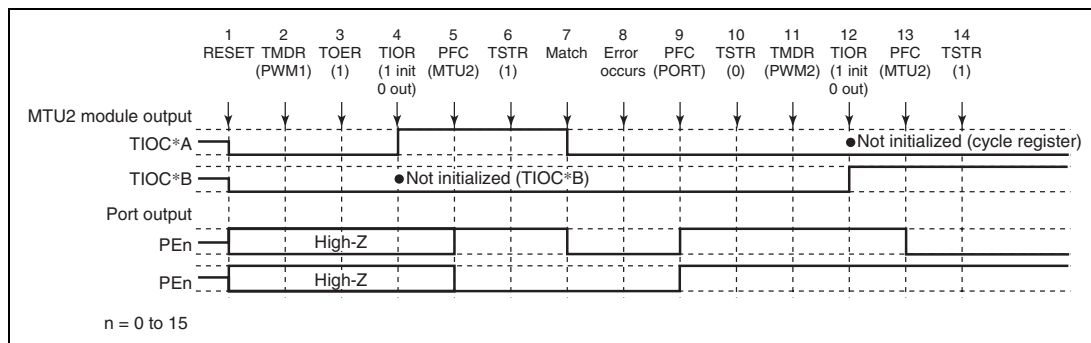 1 2 3 4 5 6 7 8 9 10 11 12 13 14
RESET TMDR TOER TIOR PFC TSTR Match Error PFC TSTR TMDR TIOR PFC TSTR
(PWM1) (1) (1 init (MTU2) (1) occurs (PORT) (0) (PWM2) (1 init (MTU2) (1)
0 out) 0 out)
MTU2 module output
TIOC*A ●Not initialized (cycle register)
TIOC*B ●Not initialized (TIOC*B)
Port output
PEn High-Z
PEn High-Z
n = 0 to 15